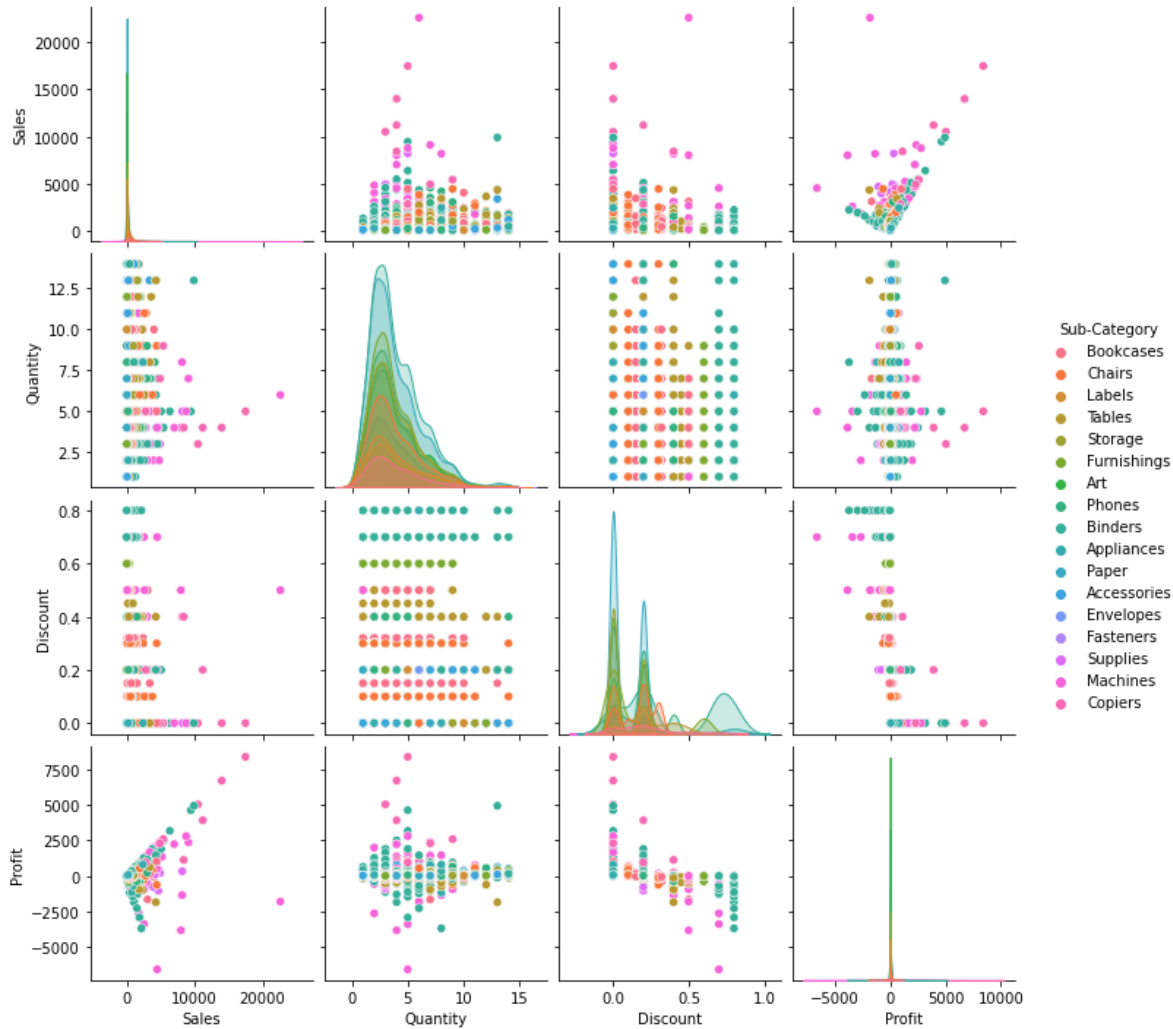 20000
15000
10000
5000
0
Sales
12.5
10.0
7.5
5.0
2.5
Quantity
0.8
0.6
0.4
0.2
0.0
Discount
7500
5000
2500
0
−2500
−5000
Profit
0 10000 20000
Sales
0 5 10 15
Quantity
0.0 0.5 1.0
Discount
−5000 0 5000 10000
Profit
Sub-Category
Bookcases
Chairs
Labels
Tables
Storage
Furnishings
Art
Phones
Binders
Appliances
Paper
Accessories
Envelopes
Fasteners
Supplies
Machines
Copiers